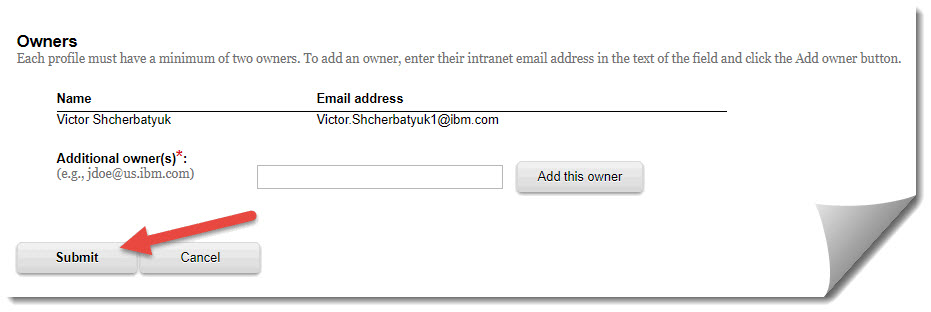 Owners
Each profile must have a minimum of two owners. To add an owner, enter their intranet email address in the text of the field and click the Add owner button.
Name Email address
Victor Shcherbatyuk Victor.Shcherbatyuk1@ibm.com
Additional owner(s)*:
(e.g., jdoe@us.ibm.com)
Add this owner
Submit Cancel